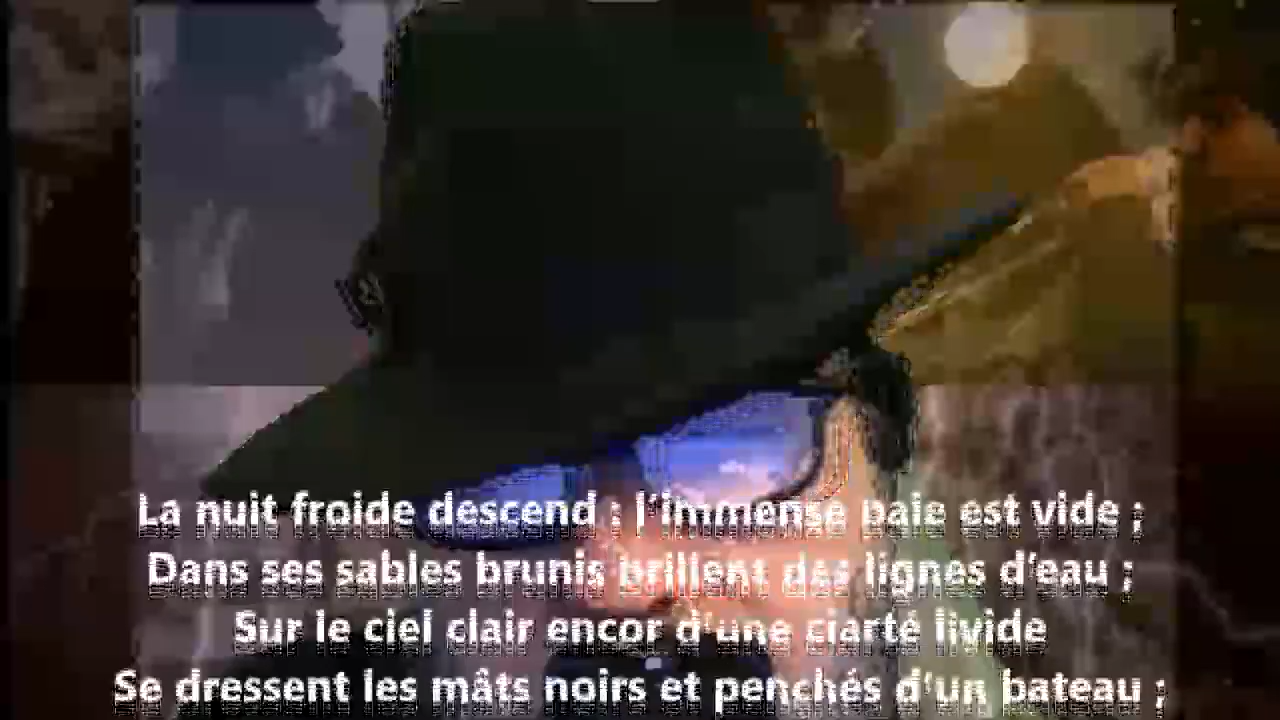 La nuit froide descend ; l'immense baie est vide ;
Dans ses sables brunis brillent des lignes d'eau ;
Sur le ciel clair encor d'une clarté livide
Se dressent les mâts noirs et penchés d'un bateau ;